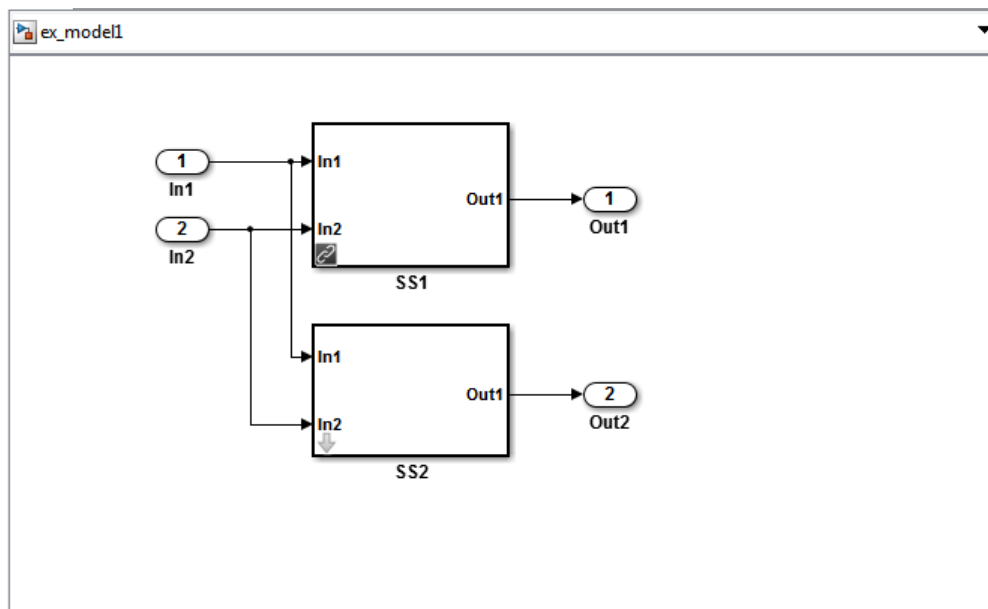 ex_model1
1
In1
2
In2
In1
In2
Out1
SS1
1
Out1
In1
In2
Out1
SS2
2
Out2